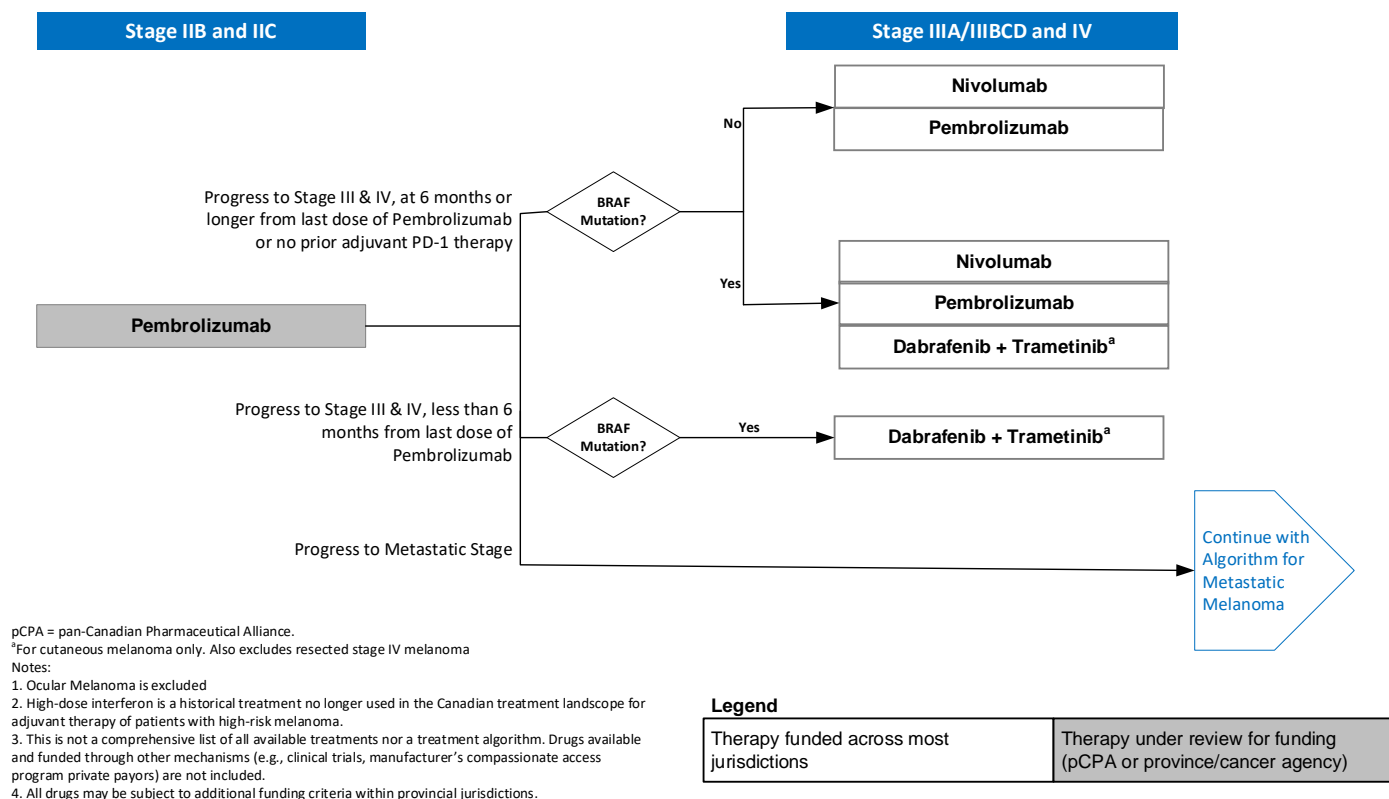 Stage IIB and IIC
Stage IIIA/IIIBCD and IV
Nivolumab
Pembrolizumab
No
Progress to Stage III & IV, at 6 months or
longer from last dose of Pembrolizumab
or no prior adjuvant PD-1 therapy
BRAF
Mutation?
Yes
Nivolumab
Pembrolizumab
Dabrafenib + Trametinibᵃ
Pembrolizumab
Progress to Stage III & IV, less than 6
months from last dose of
Pembrolizumab
BRAF
Mutation?
Yes
Dabrafenib + Trametinibᵃ
Progress to Metastatic Stage
Continue with
Algorithm for
Metastatic
Melanoma
pCPA = pan-Canadian Pharmaceutical Alliance.
ᵃFor cutaneous melanoma only. Also excludes resected stage IV melanoma
Notes:
1. Ocular Melanoma is excluded
2. High-dose interferon is a historical treatment no longer used in the Canadian treatment landscape for
adjuvant therapy of patients with high-risk melanoma.
3. This is not a comprehensive list of all available treatments nor a treatment algorithm. Drugs available
and funded through other mechanisms (e.g., clinical trials, manufacturer's compassionate access
program private payors) are not included.
4. All drugs may be subject to additional funding criteria within provincial jurisdictions.
Legend
Therapy funded across most
jurisdictions
Therapy under review for funding
(pCPA or province/cancer agency)